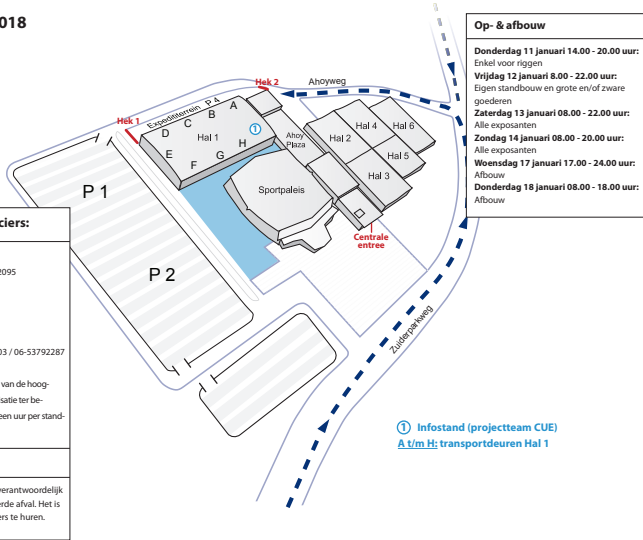 018
Op- & afbouw
Donderdag 11 januari 14.00 - 20.00 uur:
Enkel voor riggen
Vrijdag 12 januari 8.00 - 22.00 uur:
Eigen standbouw en grote en/of zware
goederen
Zaterdag 13 januari 08.00 - 22.00 uur:
Alle exposanten
Zondag 14 januari 08.00 - 20.00 uur:
Alle exposanten
Woensdag 17 januari 17.00 - 24.00 uur:
Afbouw
Donderdag 18 januari 08.00 - 18.00 uur:
Afbouw
Ahoyweg
Hek 2
Hek 1
Expeditieterrein P 4
A
B
C
D
E
F
G
H
Hal 1
1
Ahoy
Plaza
Hal 2
Hal 4
Hal 6
Hal 5
Hal 3
Sportpaleis
Centrale
entree
P 1
P 2
Zuiderparkweg
1 Infostand (projectteam CUE)
A t/m H: transportdeuren Hal 1
ciers:
2095
03 / 06-53792287
van de hoog-
satie ter be-
een uur per stand-
verantwoordelijk
erde afval. Het is
ers te huren.